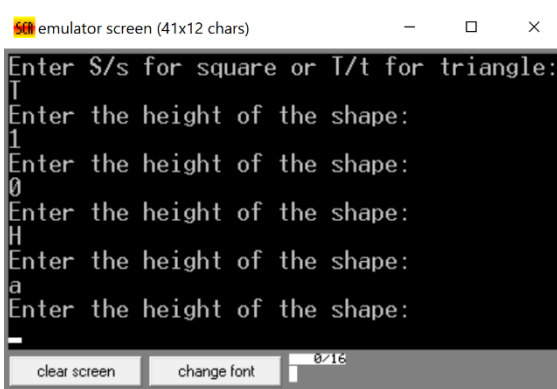 SCR emulator screen (41x12 chars)
Enter S/s for square or T/t for triangle:
T
Enter the height of the shape:
1
Enter the height of the shape:
0
Enter the height of the shape:
H
Enter the height of the shape:
a
Enter the height of the shape:
clear screen change font 0/16